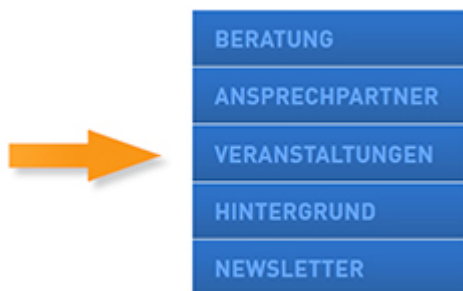 BERATUNG
ANSPRECHPARTNER
VERANSTALTUNGEN
HINTERGRUND
NEWSLETTER